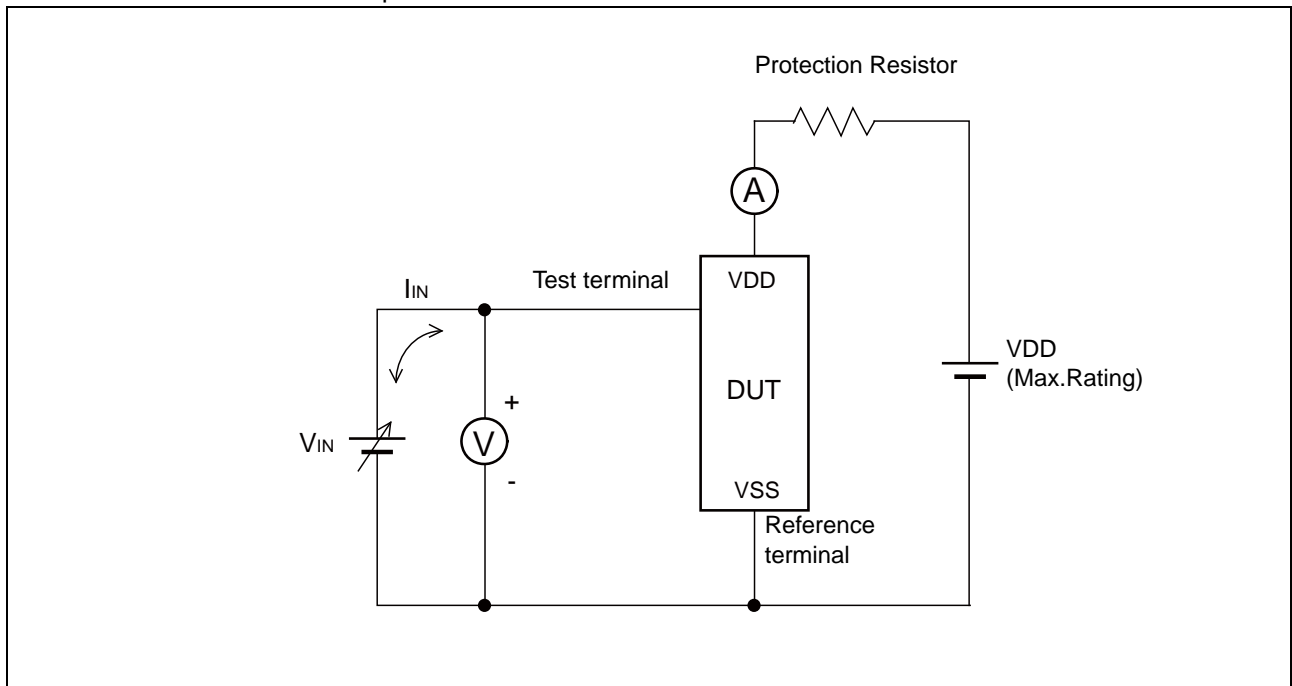 Protection Resistor
A
Test terminal
VDD
IIN
VDD
(Max.Rating)
DUT
+
VIN
V
-
VSS
Reference
terminal